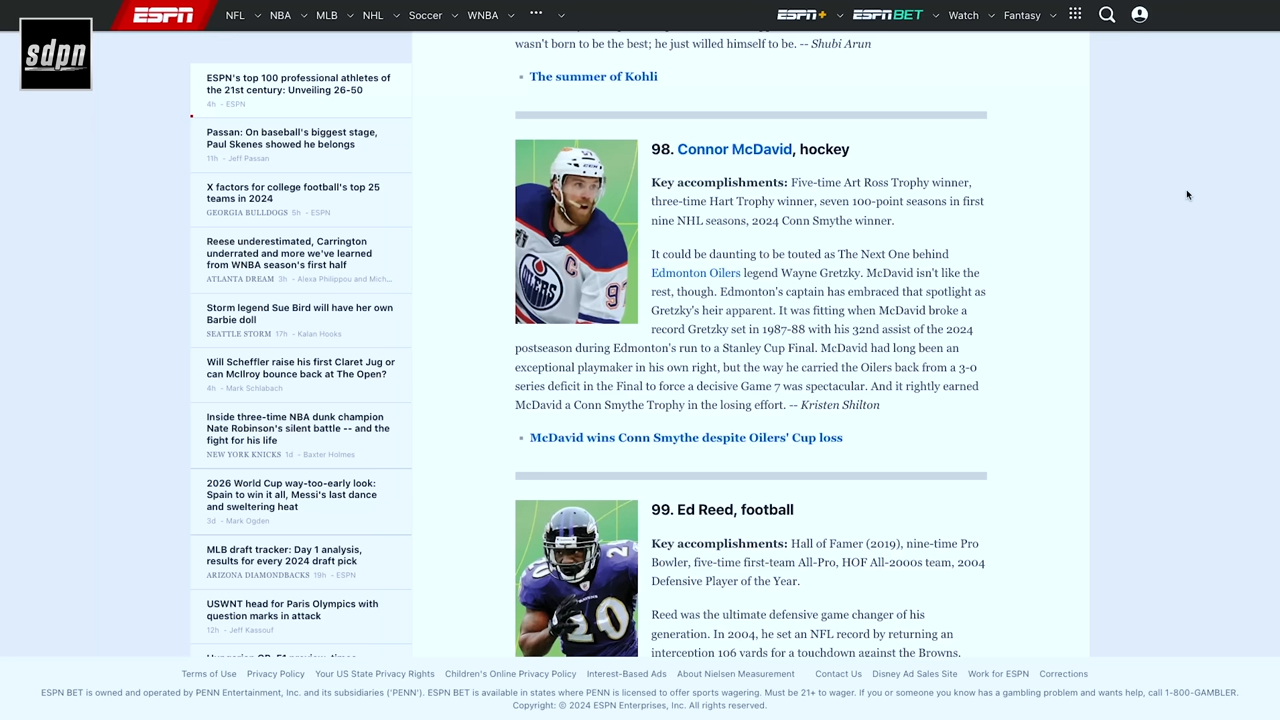 ESPN NFL NBA MLB NHL Soccer WNBA ••• ESPN+ ESPN BET Watch Fantasy
sdpn
ESPN's top 100 professional athletes of
the 21st century: Unveiling 26-50
4h - ESPN
Passan: On baseball's biggest stage,
Paul Skenes showed he belongs
11h - Jeff Passan
X factors for college football's top 25
teams in 2024
GEORGIA BULLDOGS 5h - ESPN
Reese underestimated, Carrington
underrated and more we've learned
from WNBA season's first half
ATLANTA DREAM 3h - Alexa Philippou and Mich...
Storm legend Sue Bird will have her own
Barbie doll
SEATTLE STORM 17h - Kalan Hooks
Will Scheffler raise his first Claret Jug or
can McIlroy bounce back at The Open?
4h - Mark Schlabach
Inside three-time NBA dunk champion
Nate Robinson's silent battle -- and the
fight for his life
NEW YORK KNICKS 1d - Baxter Holmes
2026 World Cup way-too-early look:
Spain to win it all, Messi's last dance
and sweltering heat
3d - Mark Ogden
MLB draft tracker: Day 1 analysis,
results for every 2024 draft pick
ARIZONA DIAMONDBACKS 19h - ESPN
USWNT head for Paris Olympics with
question marks in attack
12h - Jeff Kassouf
wasn't born to be the best; he just willed himself to be. -- Shubi Arun
The summer of Kohli
98. Connor McDavid, hockey
Key accomplishments: Five-time Art Ross Trophy winner,
three-time Hart Trophy winner, seven 100-point seasons in first
nine NHL seasons, 2024 Conn Smythe winner.
It could be daunting to be touted as The Next One behind
Edmonton Oilers legend Wayne Gretzky. McDavid isn't like the
rest, though. Edmonton's captain has embraced that spotlight as
Gretzky's heir apparent. It was fitting when McDavid broke a
record Gretzky set in 1987-88 with his 32nd assist of the 2024
postseason during Edmonton's run to a Stanley Cup Final. McDavid had long been an
exceptional playmaker in his own right, but the way he carried the Oilers back from a 3-0
series deficit in the Final to force a decisive Game 7 was spectacular. And it rightly earned
McDavid a Conn Smythe Trophy in the losing effort. -- Kristen Shilton
McDavid wins Conn Smythe despite Oilers' Cup loss
C
OILERS
97
99. Ed Reed, football
Key accomplishments: Hall of Famer (2019), nine-time Pro
Bowler, five-time first-team All-Pro, HOF All-2000s team, 2004
Defensive Player of the Year.
Reed was the ultimate defensive game changer of his
generation. In 2004, he set an NFL record by returning an
interception 106 yards for a touchdown against the Browns,
20
Terms of Use Privacy Policy Your US State Privacy Rights Children's Online Privacy Policy Interest-Based Ads About Nielsen Measurement Contact Us Disney Ad Sales Site Work for ESPN Corrections
ESPN BET is owned and operated by PENN Entertainment, Inc. and its subsidiaries ('PENN'). ESPN BET is available in states where PENN is licensed to offer sports wagering. Must be 21+ to wager. If you or someone you know has a gambling problem and wants help, call 1-800-GAMBLER.
Copyright: © 2024 ESPN Enterprises, Inc. All rights reserved.